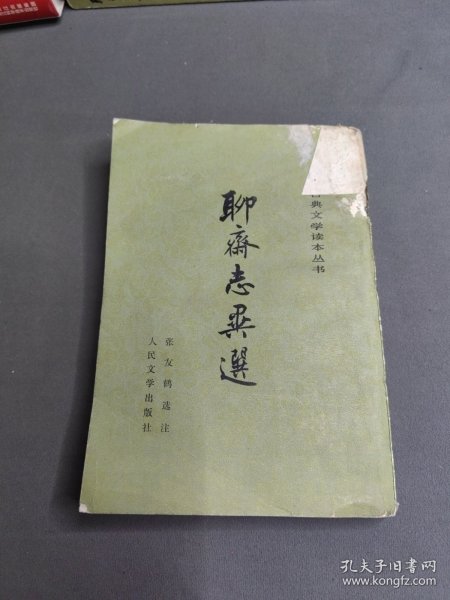 古典文学读本丛书
聊齋志異選
张友鹤选注
人民文学出版社
孔夫子旧书网
www.kongfz.com